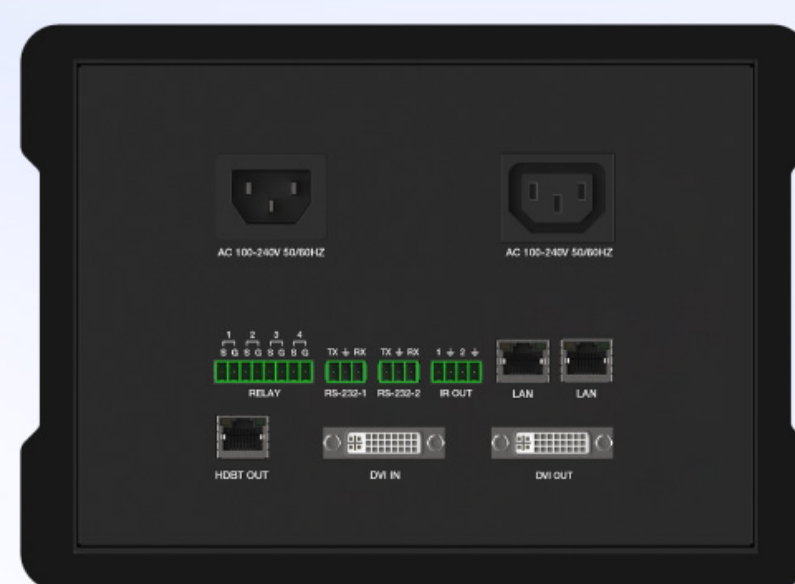 AC 100-240V 50/60HZ
AC 100-240V 50/60HZ
1 2 3 4
S G S G S G S G
TX ⏚ RX
TX ⏚ RX
1 ⏚ 2 ⏚
RELAY
RS-232-1
RS-232-2
IR OUT
LAN
LAN
HDBT OUT
DVI IN
DVI OUT